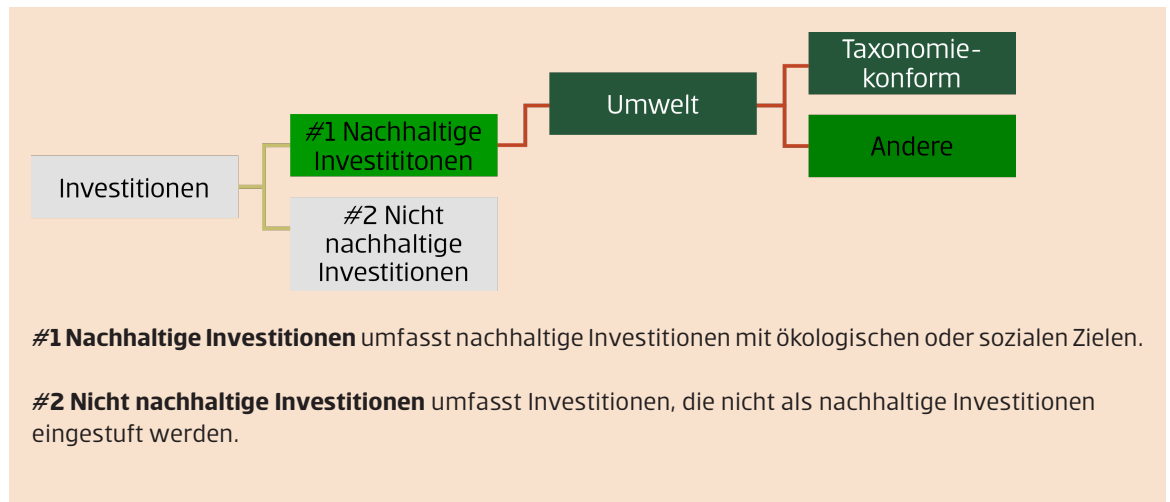 Taxonomie-
konform
Umwelt
Andere
#1 Nachhaltige
Investititonen
Investitionen
#2 Nicht
nachhaltige
Investitionen
#1 Nachhaltige Investitionen umfasst nachhaltige Investitionen mit ökologischen oder sozialen Zielen.
#2 Nicht nachhaltige Investitionen umfasst Investitionen, die nicht als nachhaltige Investitionen
eingestuft werden.